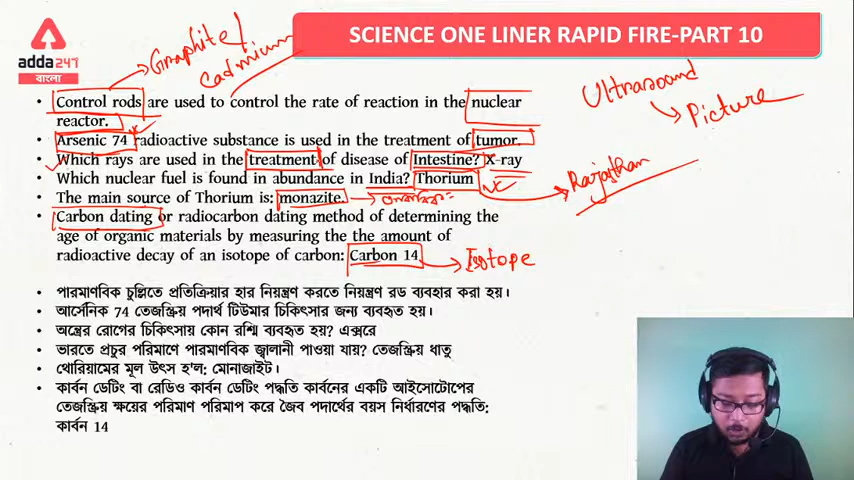 SCIENCE ONE LINER RAPID FIRE-PART 10
adda247
বাংলা
Graphite/
Cadmium
Ultrasound
Picture
• Control rods are used to control the rate of reaction in the nuclear
reactor.
• Arsenic 74 radioactive substance is used in the treatment of tumor.
• Which rays are used in the treatment of disease of Intestine? X-ray
• Which nuclear fuel is found in abundance in India? Thorium
Rajasthan
• The main source of Thorium is: monazite.
• Carbon dating or radiocarbon dating method of determining the
age of organic materials by measuring the the amount of
radioactive decay of an isotope of carbon: Carbon 14
Isotope
• পারমাণবিক চুল্লিতে প্রতিক্রিয়ার হার নিয়ন্ত্রণ করতে নিয়ন্ত্রণ রড ব্যবহার করা হয়।
• আর্সেনিক 74 তেজস্ক্রিয় পদার্থ টিউমার চিকিত্সার জন্য ব্যবহৃত হয়।
• অন্ত্রের রোগের চিকিত্সায় কোন রশ্মি ব্যবহৃত হয়? এক্সরে
• ভারতে প্রচুর পরিমাণে পারমাণবিক জ্বালানী পাওয়া যায়? তেজস্ক্রিয় ধাতু
• থোরিয়ামের মূল উৎস হ'ল: মোনাজাইট।
• কার্বন ডেটিং বা রেডিও কার্বন ডেটিং পদ্ধতি কার্বনের একটি আইসোটোপের
তেজস্ক্রিয় ক্ষয়ের পরিমাণ পরিমাপ করে জৈব পদার্থের বয়স নির্ধারণের পদ্ধতি:
কার্বন 14